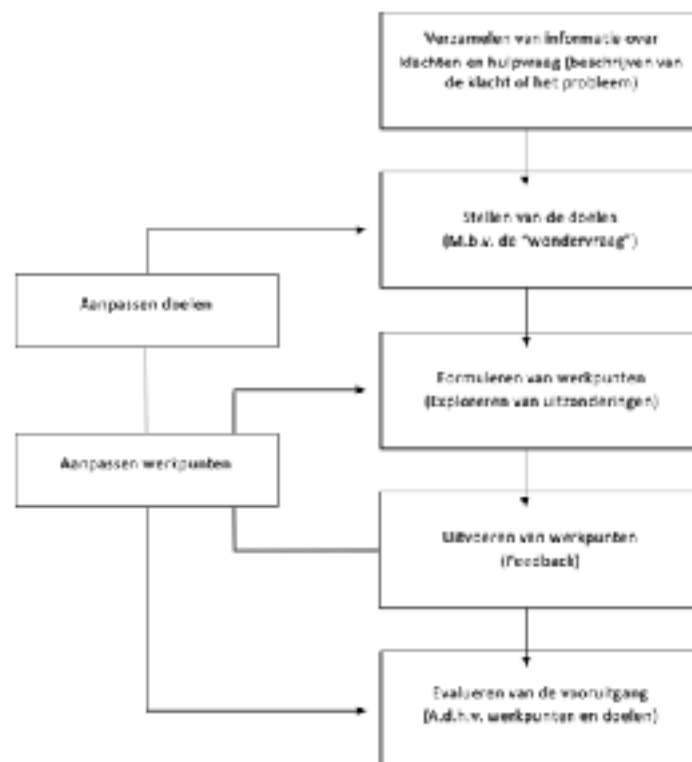 Verzamelen van informatie over
klachten en hulpvraag (beschrijven van
de klacht of het probleem)
Stellen van de doelen
(M.b.v. de "wondervraag")
Aanpassen doelen
Formuleren van werkpunten
(Exploreren van uitzonderingen)
Aanpassen werkpunten
Uitvoeren van werkpunten
(Feedback)
Evalueren van de vooruitgang
(A.d.h.v. werkpunten en doelen)